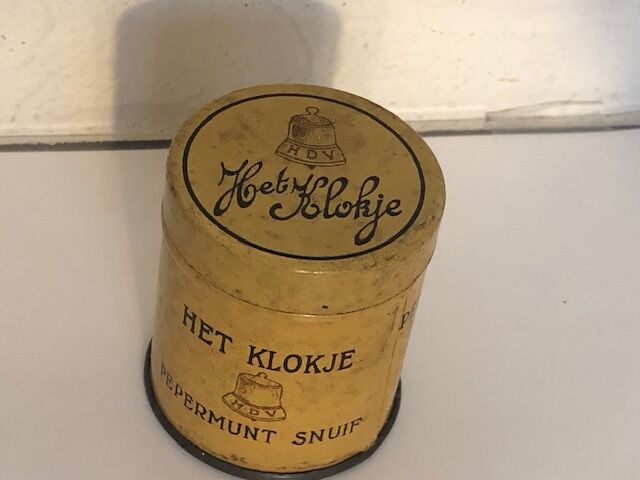 HDV
Het Klokje
HET KLOKJE
HDV
PEPERMUNT SNUIF